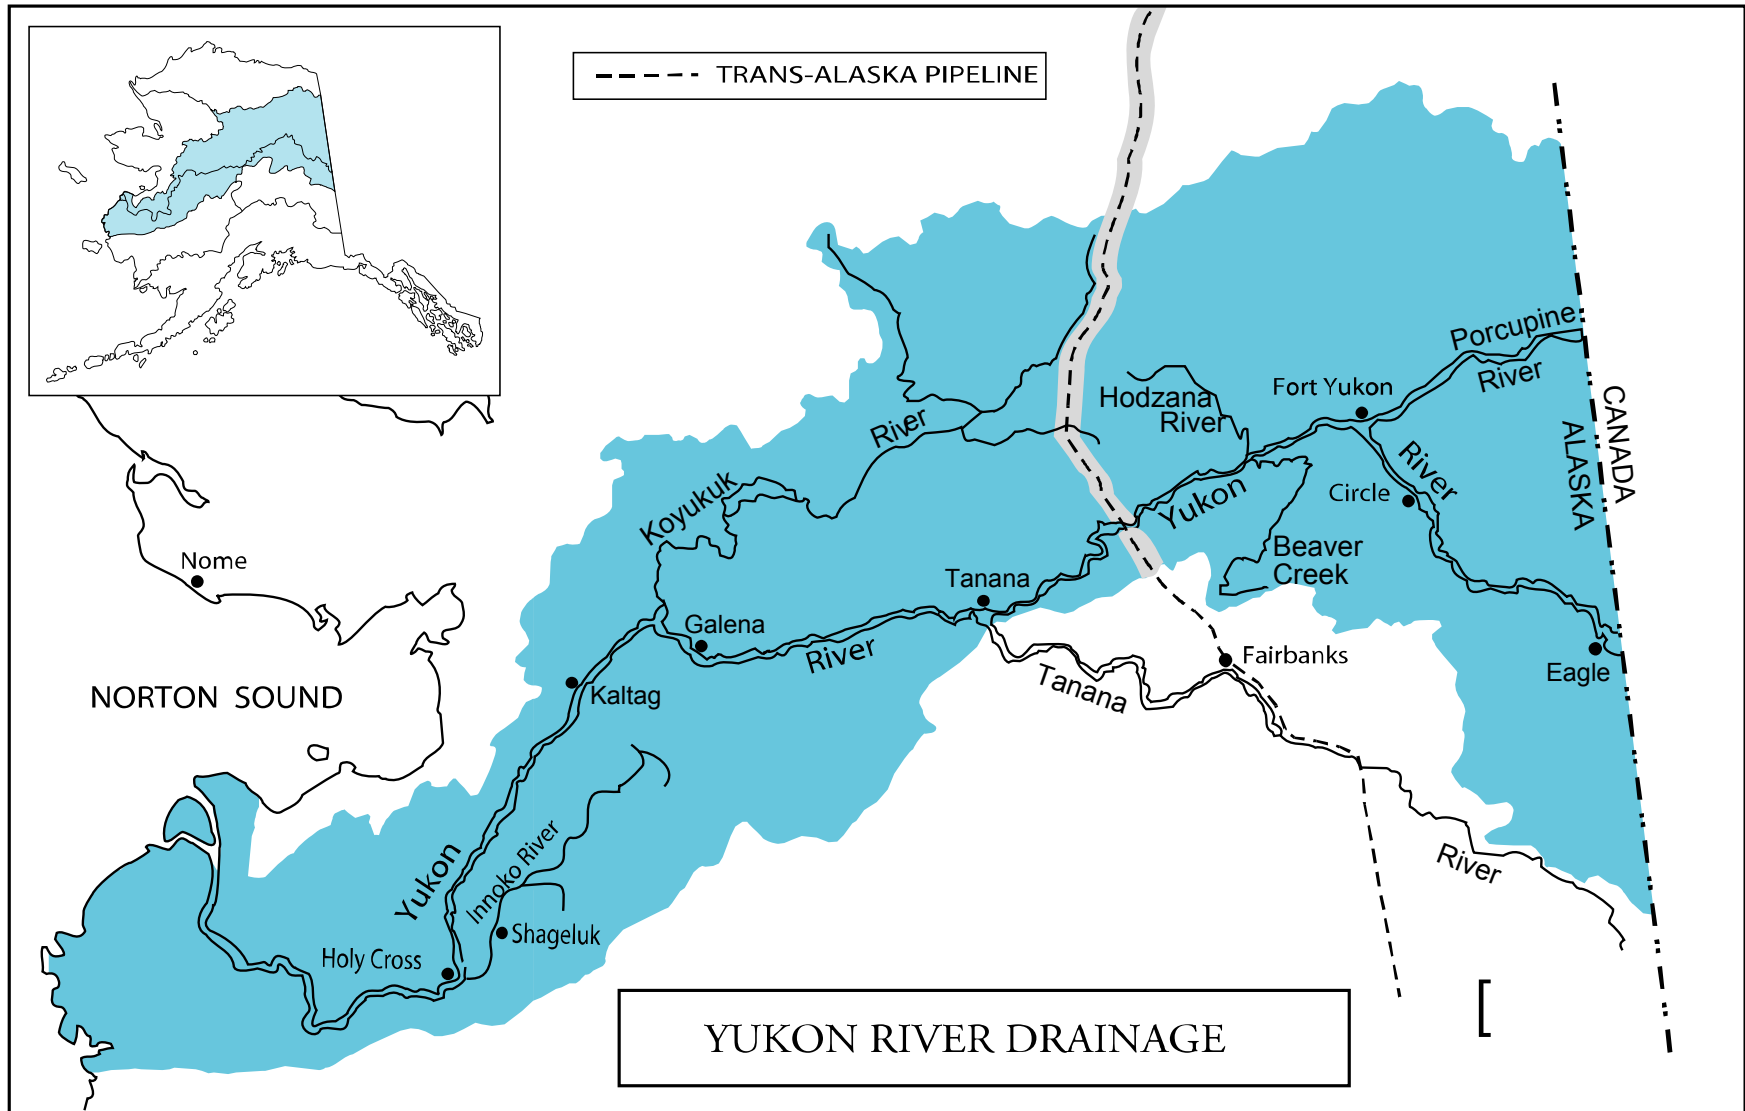 TRANS-ALASKA PIPELINE
Porcupine
River
Hodzana
River
Fort Yukon
CANADA
ALASKA
River
River
Koyukuk
Yukon
Circle
Beaver
Creek
Nome
Tanana
Galena
River
Fairbanks
Tanana
Eagle
Kaltag
NORTON SOUND
Yukon
Innoko River
River
Shageluk
Holy Cross
YUKON RIVER DRAINAGE
[